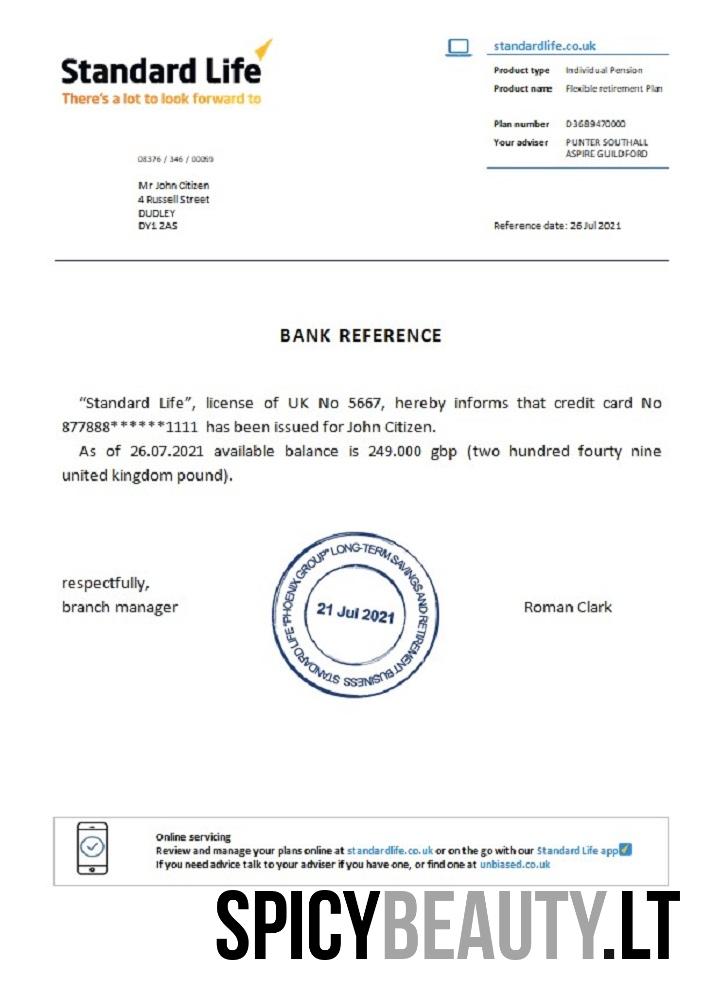 Standard Life
There's a lot to look forward to
standardlife.co.uk
Product type Individual Pension
Product name Flexible retirement Plan
Plan number D3689470000
Your adviser PUNTER SOUTHALL
ASPIRE GUILDFORD
08376 / 346 / 00099
Mr John Citizen
4 Russell Street
DUDLEY
DY1 2AS
Reference date: 26 Jul 2021
BANK REFERENCE
“Standard Life”, license of UK No 5667, hereby informs that credit card No
877888******1111 has been issued for John Citizen.
As of 26.07.2021 available balance is 249.000 gbp (two hundred fourty nine
united kingdom pound).
respectfully,
branch manager
STANDARD LIFE "PHOENIX GROUP" LONG-TERM SAVINGS AND RETIREMENT BUSINESS
21 Jul 2021
Roman Clark
Online servicing
Review and manage your plans online at standardlife.co.uk or on the go with our Standard Life app
If you need advice talk to your adviser if you have one, or find one at unbiased.co.uk
SPICYBEAUTY.LT